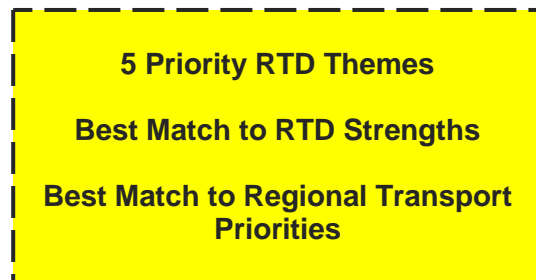 5 Priority RTD Themes
Best Match to RTD Strengths
Best Match to Regional Transport
Priorities